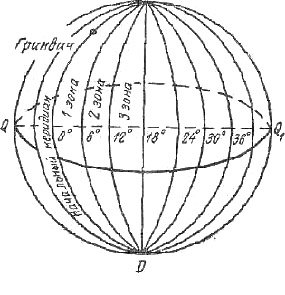 Гринвич
Начальный меридиан
1 зона
2 зона
3 зона
Q
0° 6° 12° 18° 24° 30° 36°
Q₁
D